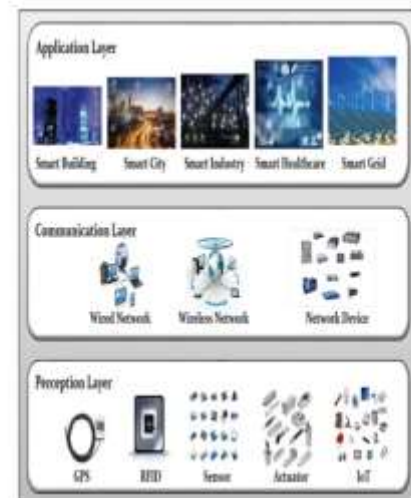 Application Layer
Smart Building Smart City Smart Industry Smart Healthcare Smart Grid
Communication Layer
Wired Network Wireless Network Network Device
Perception Layer
GPS RFID Sensor Actuator IoT